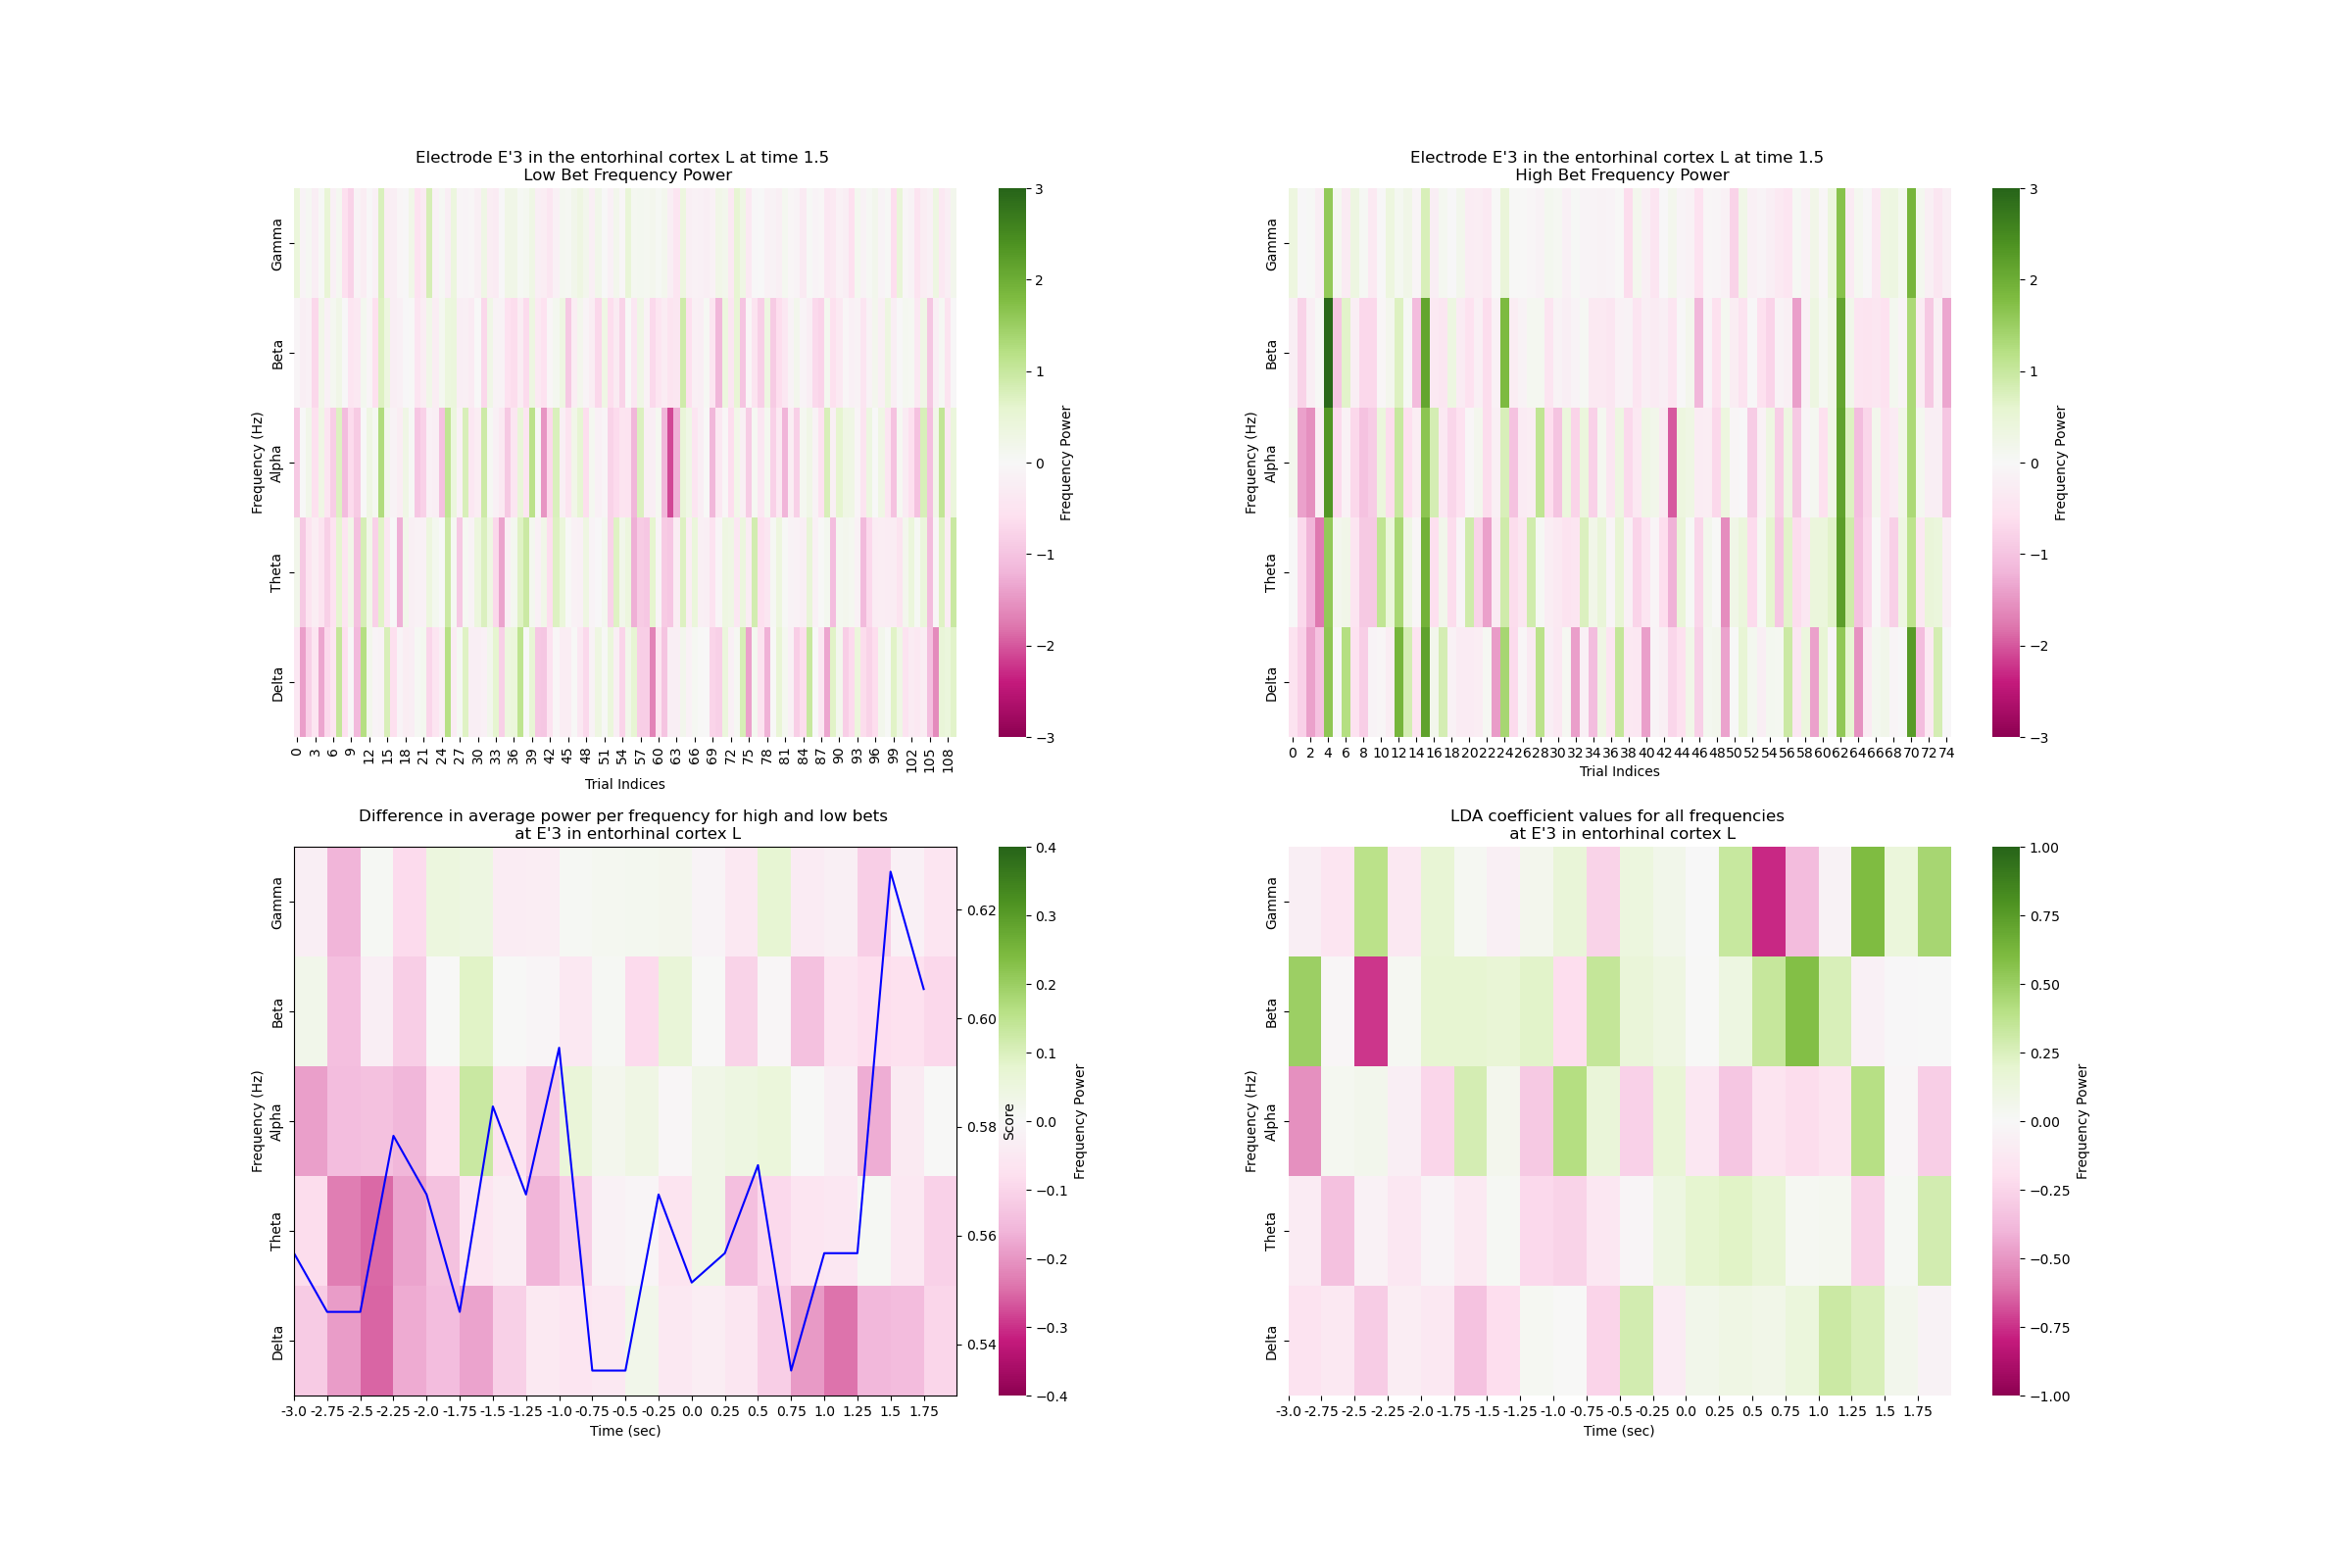 Electrode E'3 in the entorhinal cortex L at time 1.5
Low Bet Frequency Power
Frequency (Hz)
Gamma
Beta
Alpha
Theta
Delta
0 3 6 9 12 15 18 21 24 27 30 33 36 39 42 45 48 51 54 57 60 63 66 69 72 75 78 81 84 87 90 93 96 99 102 105 108
Trial Indices
3
2
1
0
−1
−2
−3
Frequency Power
Electrode E'3 in the entorhinal cortex L at time 1.5
High Bet Frequency Power
Frequency (Hz)
Gamma
Beta
Alpha
Theta
Delta
0 2 4 6 8 10 12 14 16 18 20 22 24 26 28 30 32 34 36 38 40 42 44 46 48 50 52 54 56 58 60 62 64 66 68 70 72 74
Trial Indices
3
2
1
0
−1
−2
−3
Frequency Power
Difference in average power per frequency for high and low bets
at E'3 in entorhinal cortex L
Frequency (Hz)
Gamma
Beta
Alpha
Theta
Delta
-3.0 -2.75 -2.5 -2.25 -2.0 -1.75 -1.5 -1.25 -1.0 -0.75 -0.5 -0.25 0.0 0.25 0.5 0.75 1.0 1.25 1.5 1.75
Time (sec)
0.62
0.60
0.58
0.56
0.54
Score
0.4
0.3
0.2
0.1
0.0
−0.1
−0.2
−0.3
−0.4
Frequency Power
LDA coefficient values for all frequencies
at E'3 in entorhinal cortex L
Frequency (Hz)
Gamma
Beta
Alpha
Theta
Delta
-3.0 -2.75 -2.5 -2.25 -2.0 -1.75 -1.5 -1.25 -1.0 -0.75 -0.5 -0.25 0.0 0.25 0.5 0.75 1.0 1.25 1.5 1.75
Time (sec)
1.00
0.75
0.50
0.25
0.00
−0.25
−0.50
−0.75
−1.00
Frequency Power